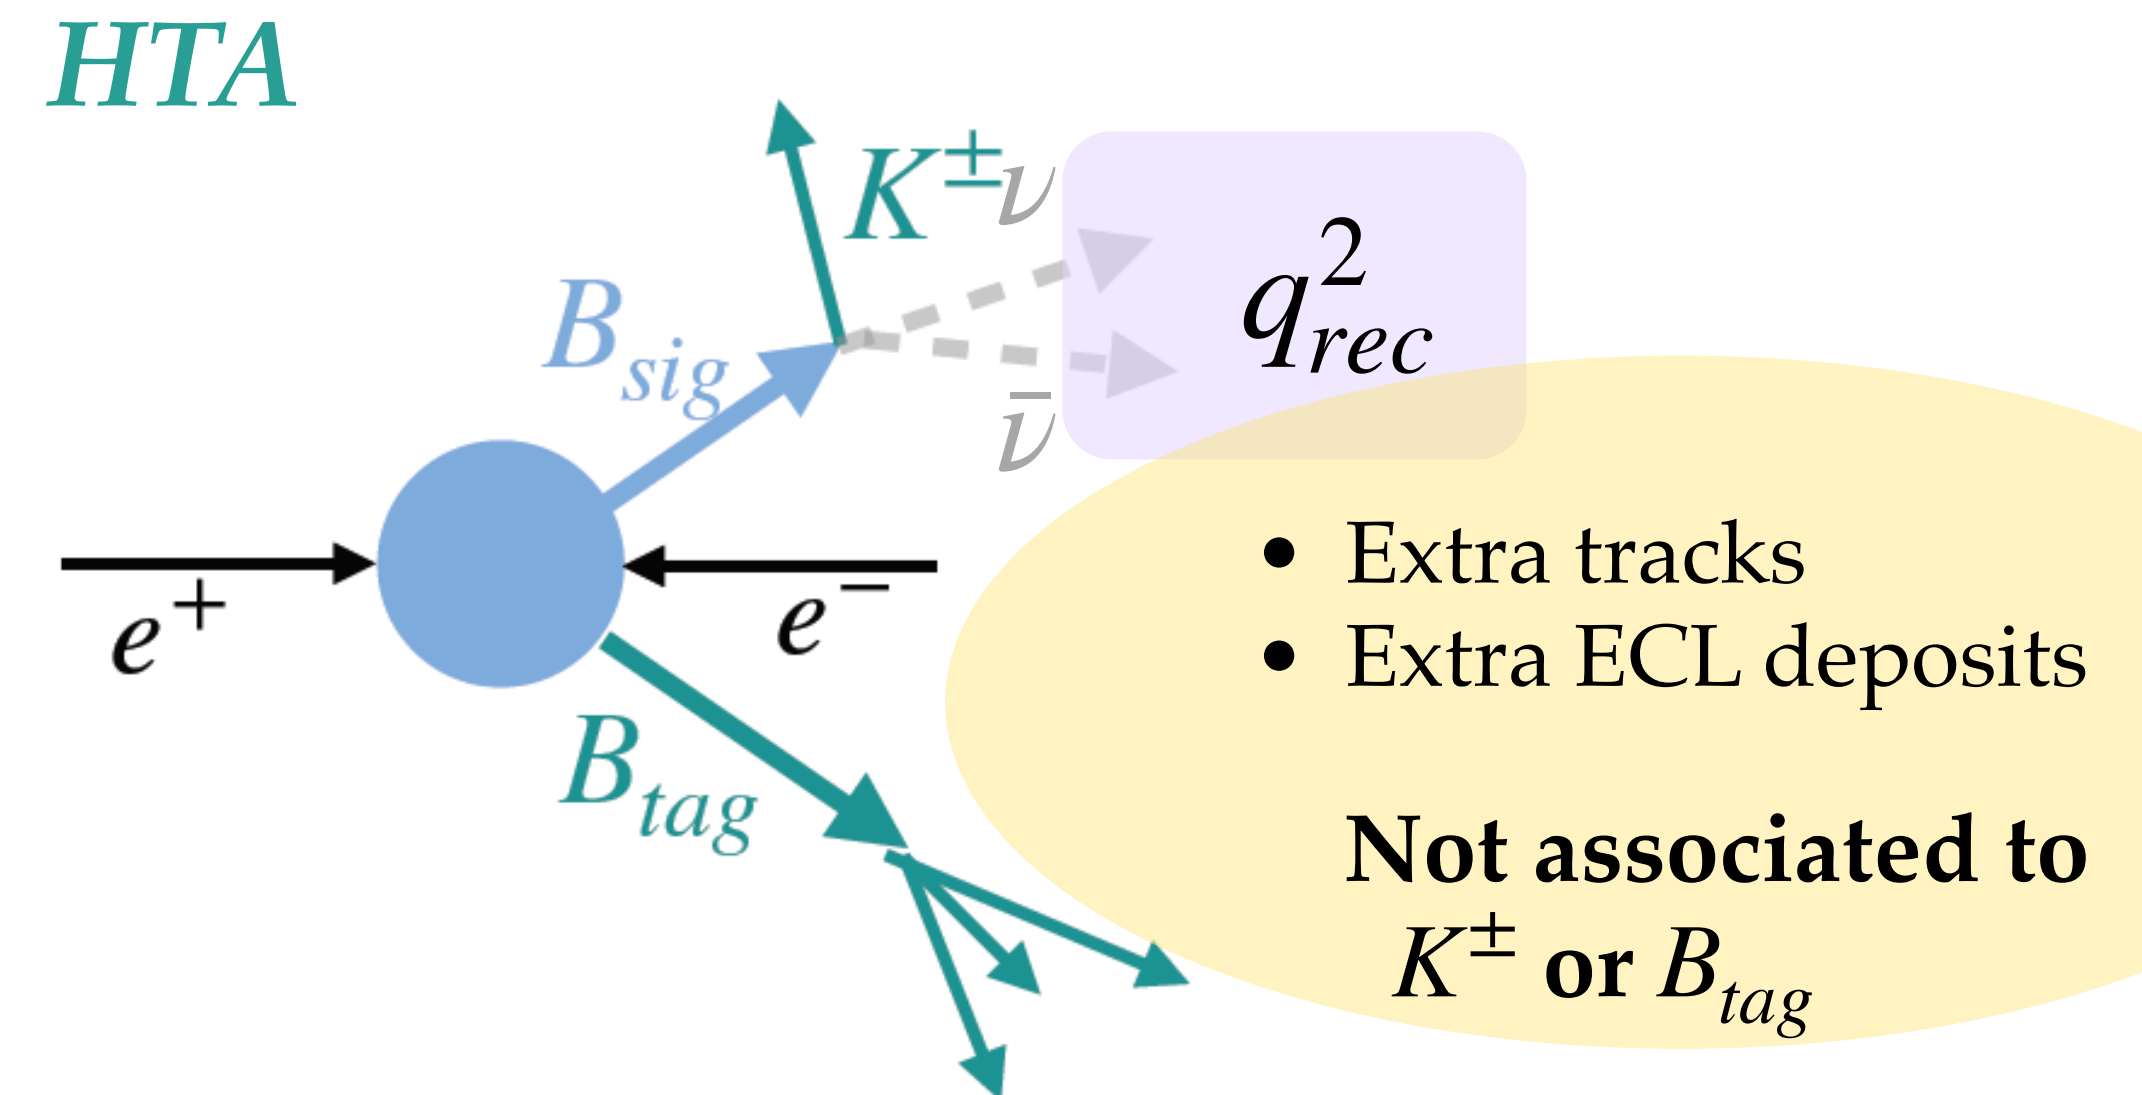 HTA
K± ν
q²rec
Bsig
ν̄
• Extra tracks
e⁺
e⁻
• Extra ECL deposits
Btag
Not associated to
K± or Btag